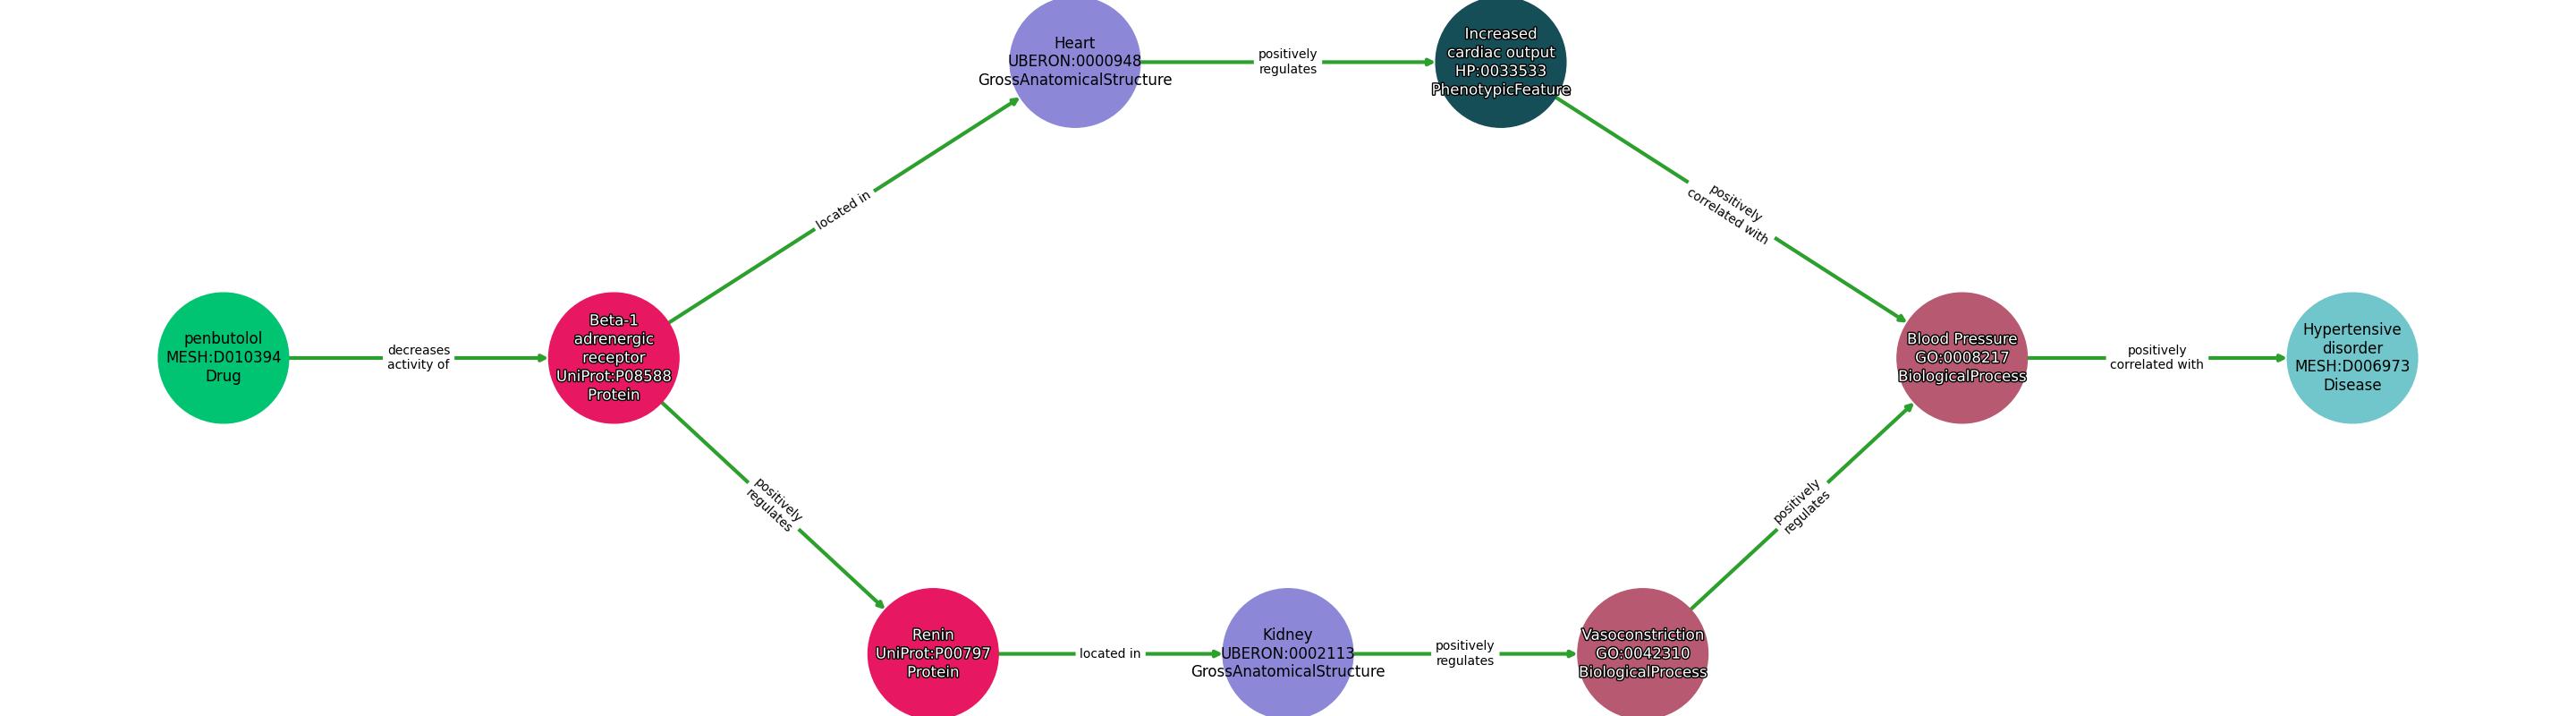 Heart
UBERON:0000948
GrossAnatomicalStructure
positively
regulates
Increased
cardiac output
HP:0033533
PhenotypicFeature
located in
positively
correlated with
penbutolol
MESH:D010394
Drug
decreases
activity of
Beta-1
adrenergic
receptor
UniProt:P08588
Protein
Blood Pressure
GO:0008217
BiologicalProcess
positively
correlated with
Hypertensive
disorder
MESH:D006973
Disease
positively
regulates
positively
regulates
Renin
UniProt:P00797
Protein
located in
Kidney
UBERON:0002113
GrossAnatomicalStructure
positively
regulates
Vasoconstriction
GO:0042310
BiologicalProcess